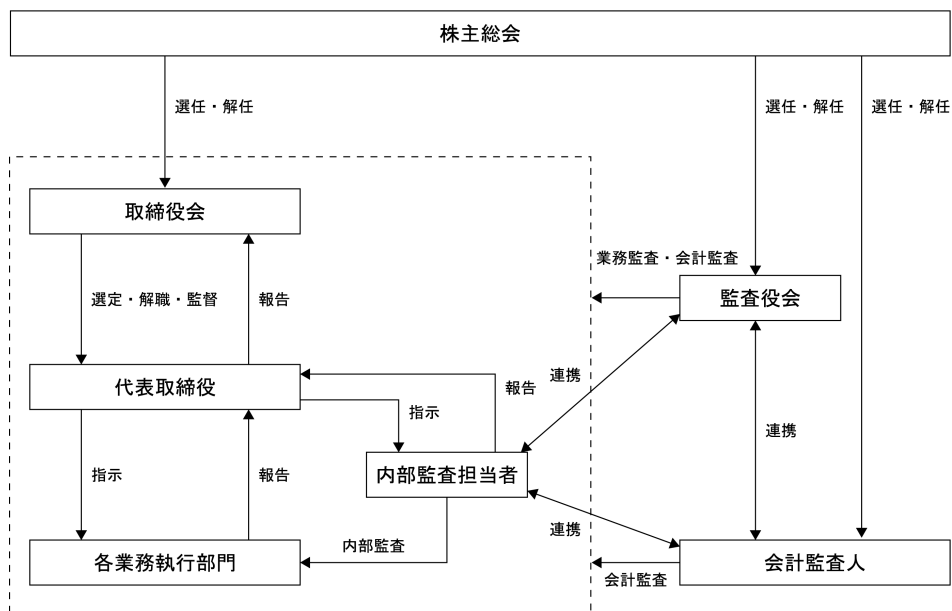 株主総会
選任・解任
選任・解任
選任・解任
取締役会
業務監査・会計監査
監査役会
選定・解職・監督
報告
代表取締役
報告
連携
指示
連携
指示
報告
内部監査担当者
連携
内部監査
各業務執行部門
会計監査
会計監査人